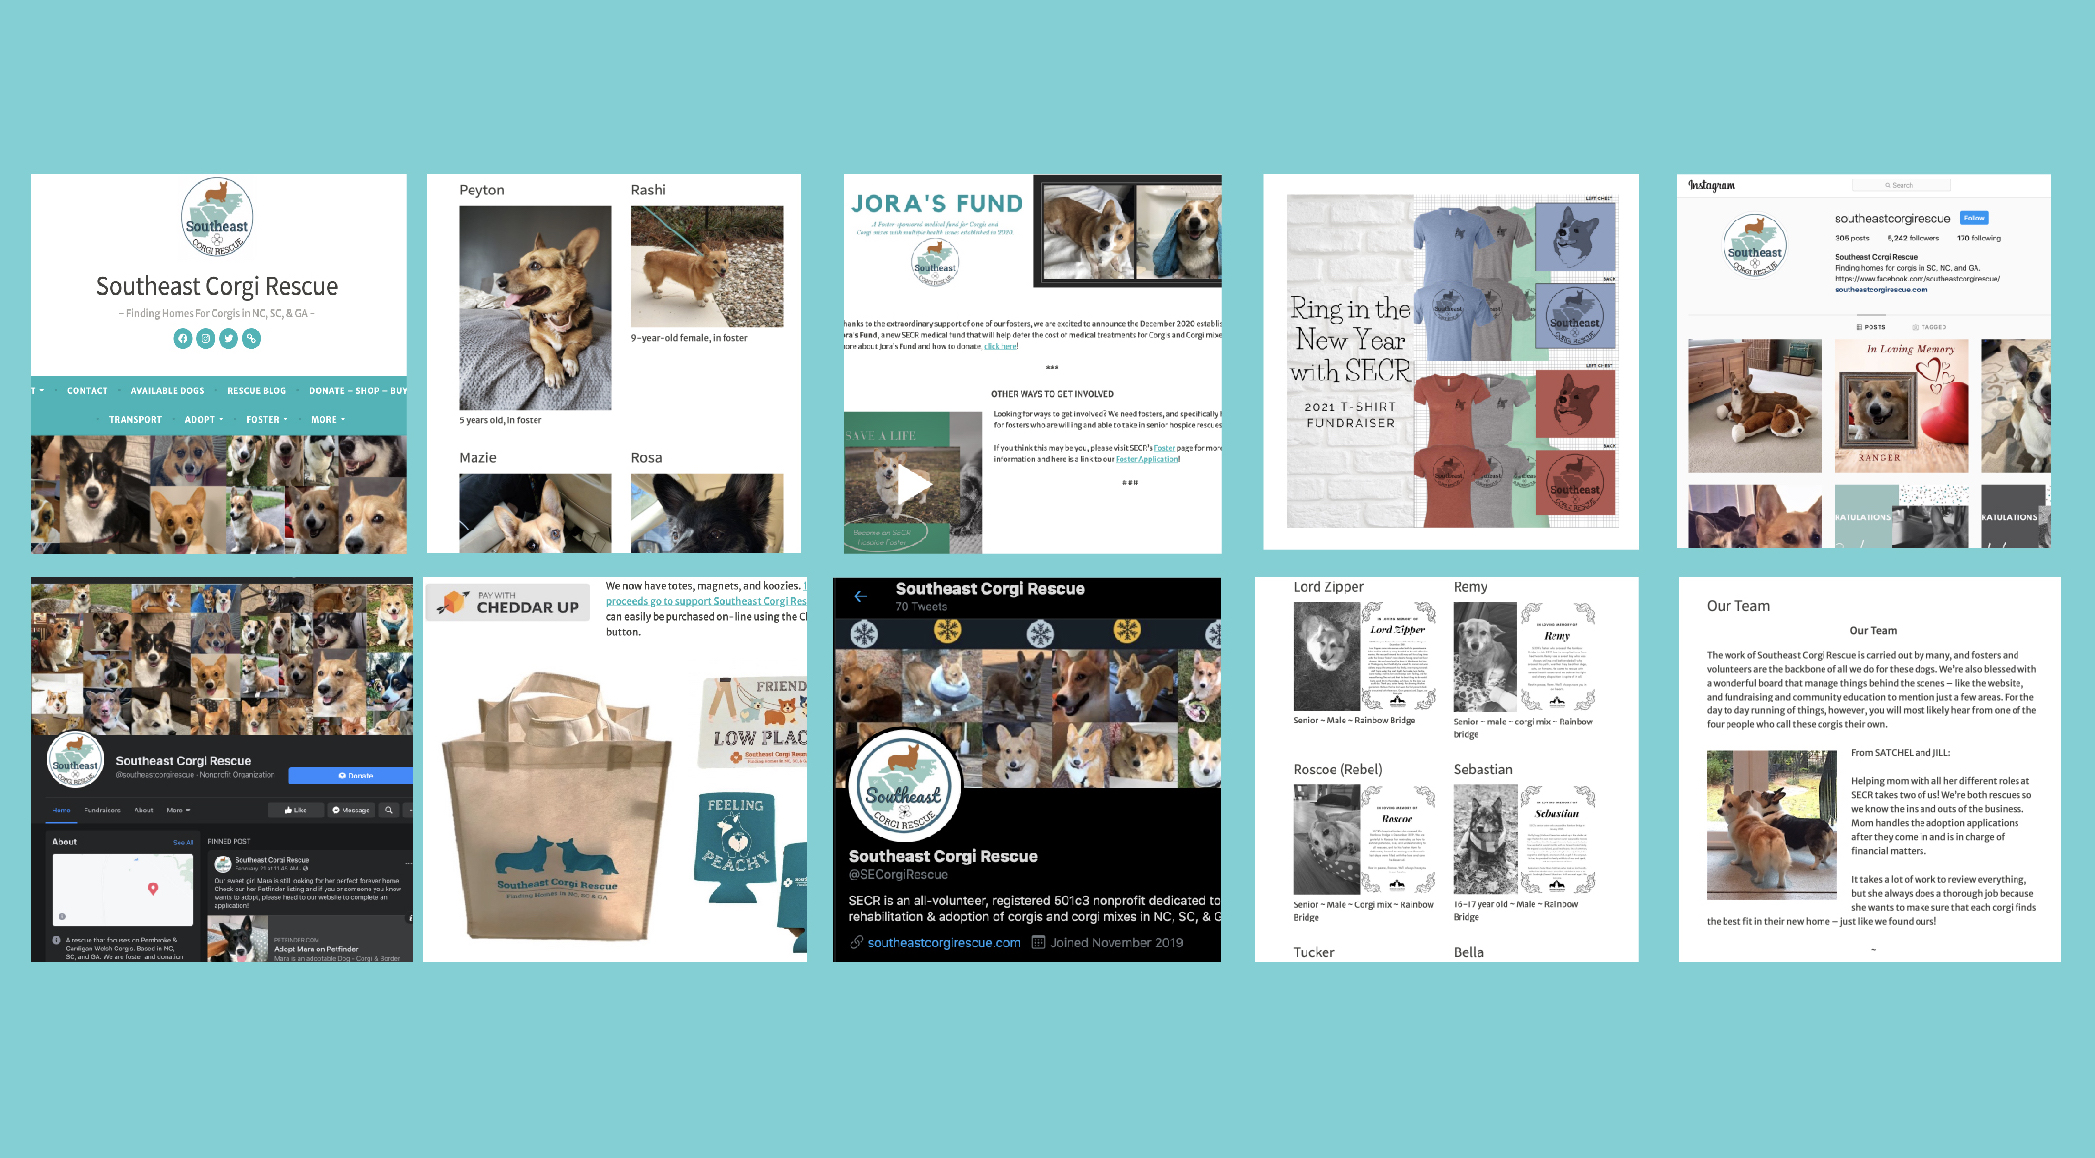 Southeast
CORGI RESCUE
Southeast Corgi Rescue
~ Finding Homes For Corgis in NC, SC, & GA ~
T
CONTACT
AVAILABLE DOGS
RESCUE BLOG
DONATE ~ SHOP ~ BUY
TRANSPORT
ADOPT
FOSTER
MORE
Peyton
Rashi
9-year-old female, in foster
5 years old, in foster
Mazie
Rosa
JORA'S FUND
A Foster sponsored medical fund for Corgis and
Corgi mixes with multiple health issues established in 2020
Southeast
hanks to the extraordinary support of one of our fosters, we are excited to announce the December 2020 establis
ora's Fund, a new SECR medical fund that will help defer the cost of medical treatments for Corgis and Corgi mixe
ore about Jora's Fund and how to donate, click here!
***
OTHER WAYS TO GET INVOLVED
Looking for ways to get involved? We need fosters, and specifically
for fosters who are willing and able to take in senior hospice rescues
If you think this may be you, please visit SECR's Foster page for more
information and here is a link to our Foster Application!
###
SAVE A LIFE
Become an SECR
Hospice Foster
Ring in the
New Year
with SECR
2021 T-SHIRT
FUNDRAISER
LEFT CHEST
BACK
Southeast
LEFT CHEST
BACK
Southeast
Instagram
Search
southeastcorgirescue
Follow
306 posts
5,242 followers
170 following
Southeast Corgi Rescue
Finding homes for corgis in SC, NC, and GA.
https://www.facebook.com/southeastcorgirescue/
southeastcorgirescue.com
POSTS
TAGGED
Southeast
CORGI RESCUE
In Loving Memory
RANGER
RATULATIONS
RATULATIONS
Southeast
Southeast Corgi Rescue
@southeastcorgirescue · Nonprofit Organization
Donate
Home
Fundraisers
About
More
Like
Message
About
See All
A rescue that focuses on Pembroke &
Cardigan Welsh Corgis. Based in NC,
SC, and GA. We are foster and donation
PINNED POST
Southeast Corgi Rescue
Our sweet girl Mara is still looking for her perfect forever home.
Check our her Petfinder listing and if you or someone you know
wants to adopt, please head to our website to complete an
application!
PETFINDER.COM
Adopt Mara on Petfinder
Mara is an adoptable Dog - Corgi & Border
PAY WITH
CHEDDAR UP
We now have totes, magnets, and koozies.
proceeds go to support Southeast Corgi Res
can easily be purchased on-line using the Cl
button.
FRIEND
LOW PLAC
Southeast Corgi Rescue
FEELING
PEACHY
Southeast Corgi Rescue
Finding Homes in NC, SC, & GA
Southeast Corgi Rescue
70 Tweets
Southeast
CORGI RESCUE
Southeast Corgi Rescue
@SECorgiRescue
SECR is an all-volunteer, registered 501c3 nonprofit dedicated to
rehabilitation & adoption of corgis and corgi mixes in NC, SC, & G
southeastcorgirescue.com
Joined November 2019
Lord Zipper
Remy
IN LOVING MEMORY OF
Lord Zipper
IN LOVING MEMORY OF
Remy
Senior ~ Male ~ Rainbow Bridge
Senior ~ male ~ corgi mix ~ Rainbow
bridge
Roscoe (Rebel)
Sebastian
IN LOVING MEMORY OF
Roscoe
IN LOVING MEMORY OF
Sebastian
Senior ~ Male ~ Corgi mix ~ Rainbow
Bridge
16-17 year old ~ Male ~ Rainbow
Bridge
Tucker
Bella
Our Team
Our Team
The work of Southeast Corgi Rescue is carried out by many, and fosters and
volunteers are the backbone of all we do for these dogs. We're also blessed with
a wonderful board that manage things behind the scenes – like the website,
and fundraising and community education to mention just a few areas. For the
day to day running of things, however, you will most likely hear from one of the
four people who call these corgis their own.
From SATCHEL and JILL:
Helping mom with all her different roles at
SECR takes two of us! We're both rescues so
we know the ins and outs of the business.
Mom handles the adoption applications
after they come in and is in charge of
financial matters.
It takes a lot of work to review everything,
but she always does a thorough job because
she wants to make sure that each corgi finds
the best fit in their new home – just like we found ours!
~